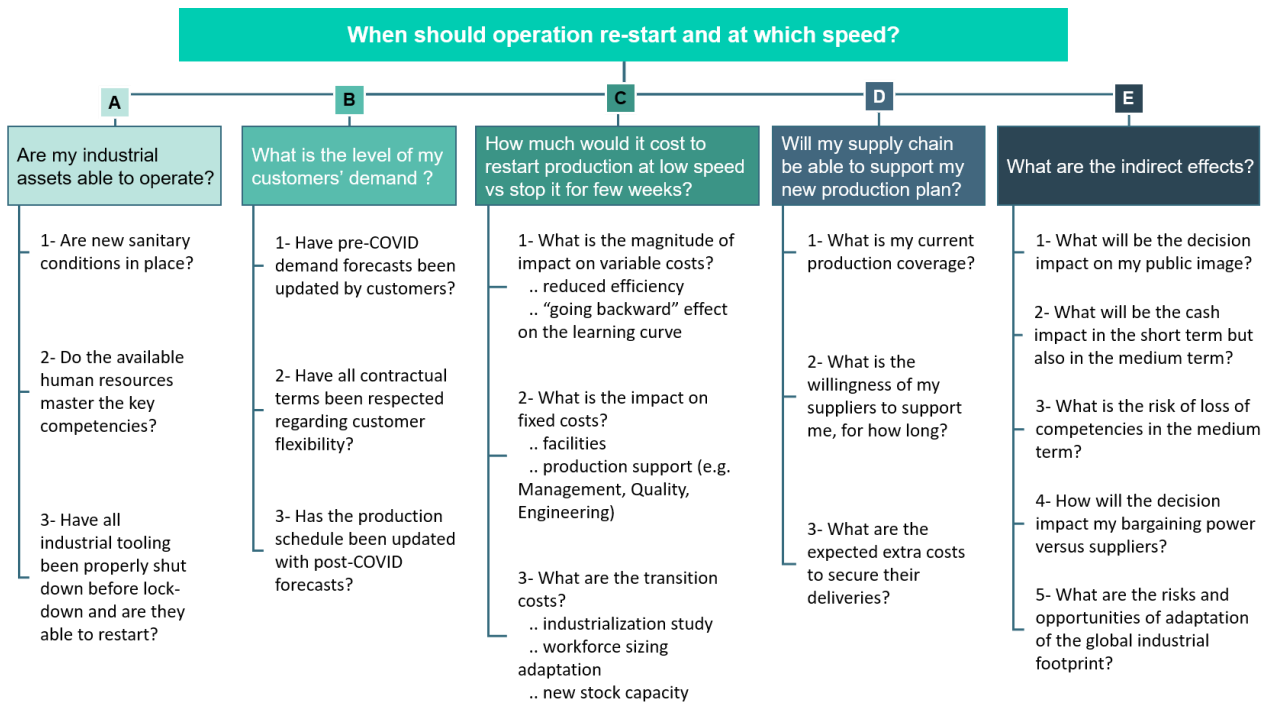 When should operation re-start and at which speed?
A
B
C
D
E
Are my industrial
assets able to operate?
1- Are new sanitary
conditions in place?
2- Do the available
human resources
master the key
competencies?
3- Have all
industrial tooling
been properly shut
down before lock-
down and are they
able to restart?
What is the level of my
customers’ demand ?
1- Have pre-COVID
demand forecasts been
updated by customers?
2- Have all contractual
terms been respected
regarding customer
flexibility?
3- Has the production
schedule been updated
with post-COVID
forecasts?
How much would it cost to
restart production at low speed
vs stop it for few weeks?
1- What is the magnitude of
impact on variable costs?
.. reduced efficiency
.. “going backward” effect
on the learning curve
2- What is the impact on
fixed costs?
.. facilities
.. production support (e.g.
Management, Quality,
Engineering)
3- What are the transition
costs?
.. industrialization study
.. workforce sizing
adaptation
.. new stock capacity
Will my supply chain
be able to support my
new production plan?
1- What is my current
production coverage?
2- What is the
willingness of my
suppliers to support
me, for how long?
3- What are the
expected extra costs
to secure their
deliveries?
What are the indirect effects?
1- What will be the decision
impact on my public image?
2- What will be the cash
impact in the short term but
also in the medium term?
3- What is the risk of loss of
competencies in the medium
term?
4- How will the decision
impact my bargaining power
versus suppliers?
5- What are the risks and
opportunities of adaptation
of the global industrial
footprint?